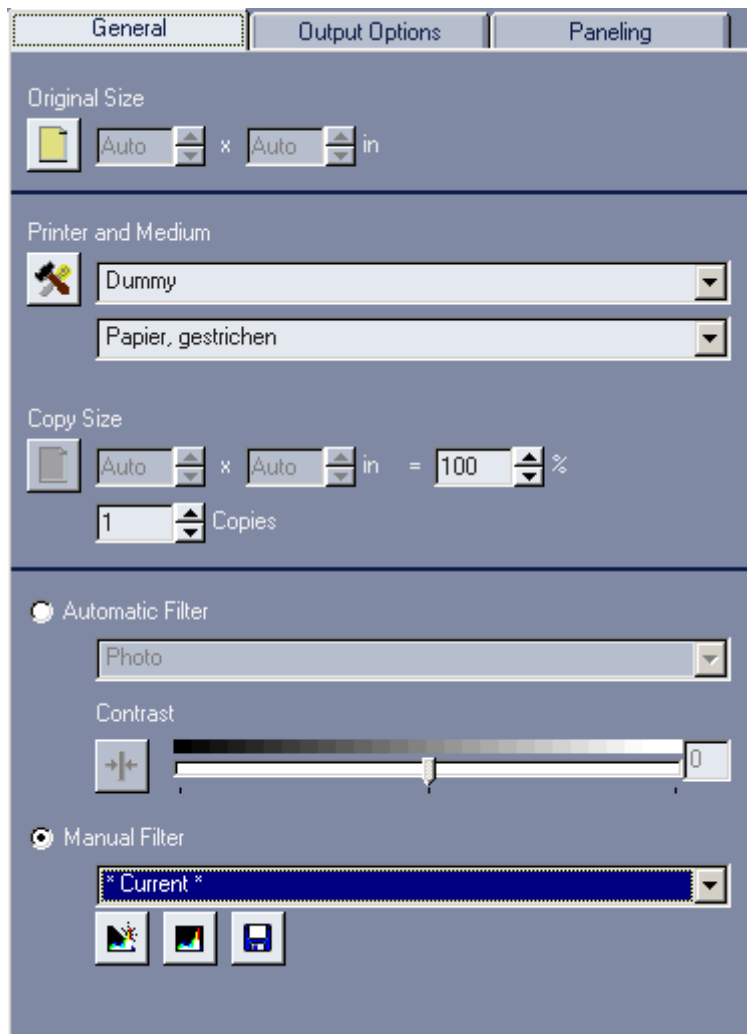 General Output Options Paneling
Original Size
Auto x Auto in
Printer and Medium
Dummy
Papier, gestrichen
Copy Size
Auto x Auto in = 100 %
1 Copies
Automatic Filter
Photo
Contrast
0
Manual Filter
* Current *